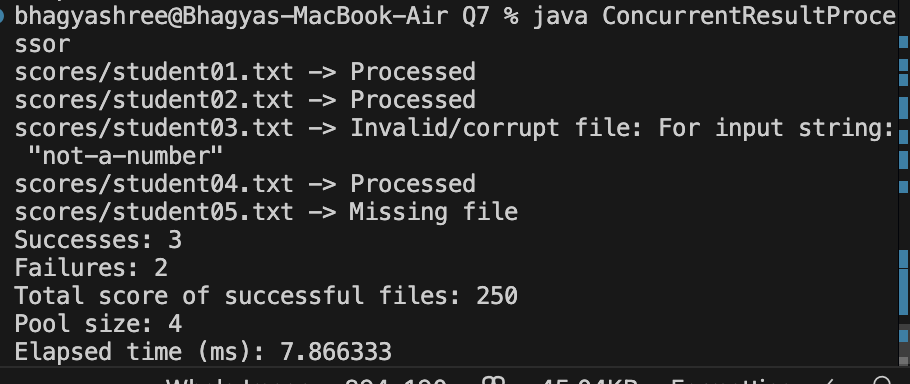 bhagyashree@Bhagyas-MacBook-Air Q7 % java ConcurrentResultProce
ssor
scores/student01.txt -> Processed
scores/student02.txt -> Processed
scores/student03.txt -> Invalid/corrupt file: For input string:
"not-a-number"
scores/student04.txt -> Processed
scores/student05.txt -> Missing file
Successes: 3
Failures: 2
Total score of successful files: 250
Pool size: 4
Elapsed time (ms): 7.866333